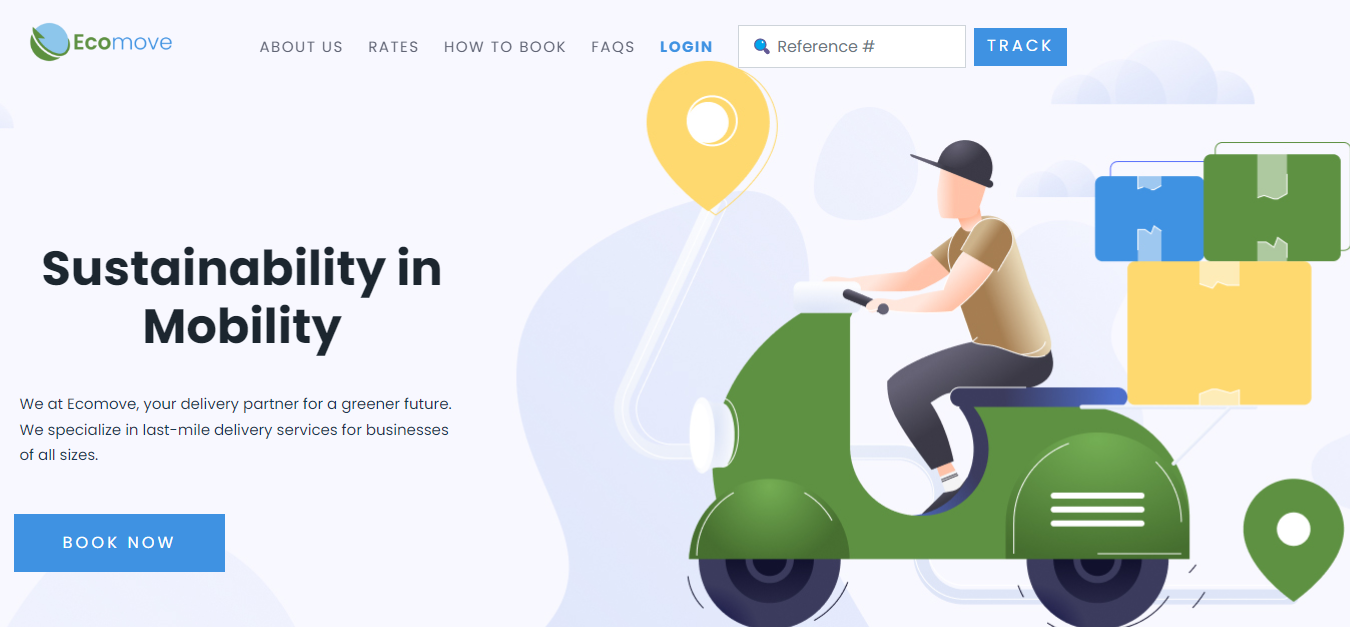 Ecomove
ABOUT US
RATES
HOW TO BOOK
FAQS
LOGIN
Reference #
TRACK
Sustainability in
Mobility
We at Ecomove, your delivery partner for a greener future.
We specialize in last-mile delivery services for businesses
of all sizes.
BOOK NOW